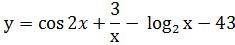 y = cos 2x + 3/x − log₂ x − 43